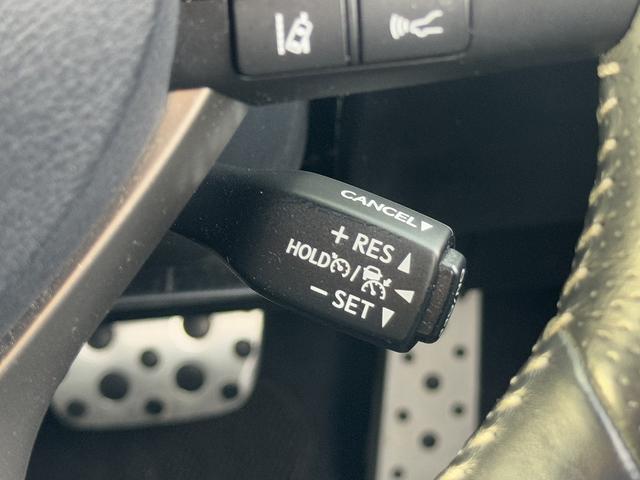 CANCEL▼
+ RES ▲
HOLD /
− SET ▼